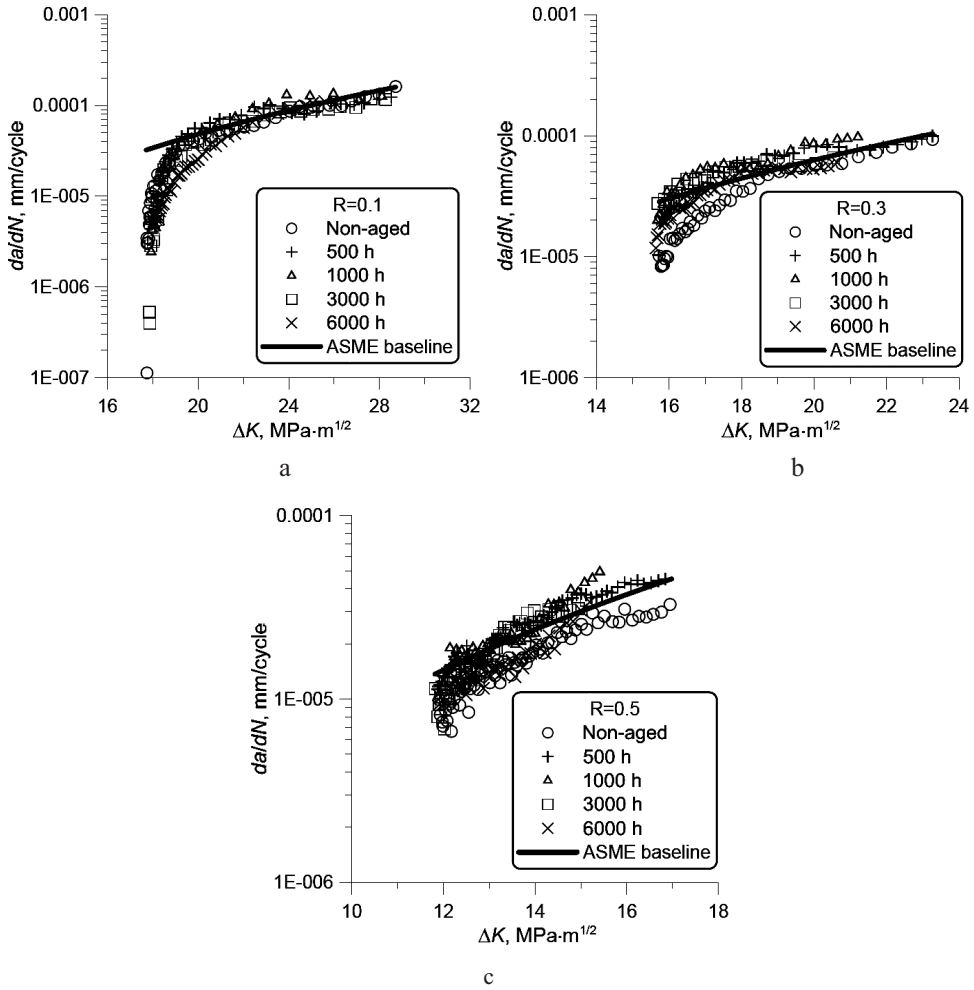 0.001
0.0001
1E-005
1E-006
1E-007
da/dN, mm/cycle
16 20 24 28 32
ΔK, MPa·m1/2
R=0.1
Non-aged
500 h
1000 h
3000 h
6000 h
ASME baseline
a
0.001
0.0001
1E-005
1E-006
da/dN, mm/cycle
14 16 18 20 22 24
ΔK, MPa·m1/2
R=0.3
Non-aged
500 h
1000 h
3000 h
6000 h
ASME baseline
b
0.0001
1E-005
1E-006
da/dN, mm/cycle
10 12 14 16 18
ΔK, MPa·m1/2
R=0.5
Non-aged
500 h
1000 h
3000 h
6000 h
ASME baseline
c